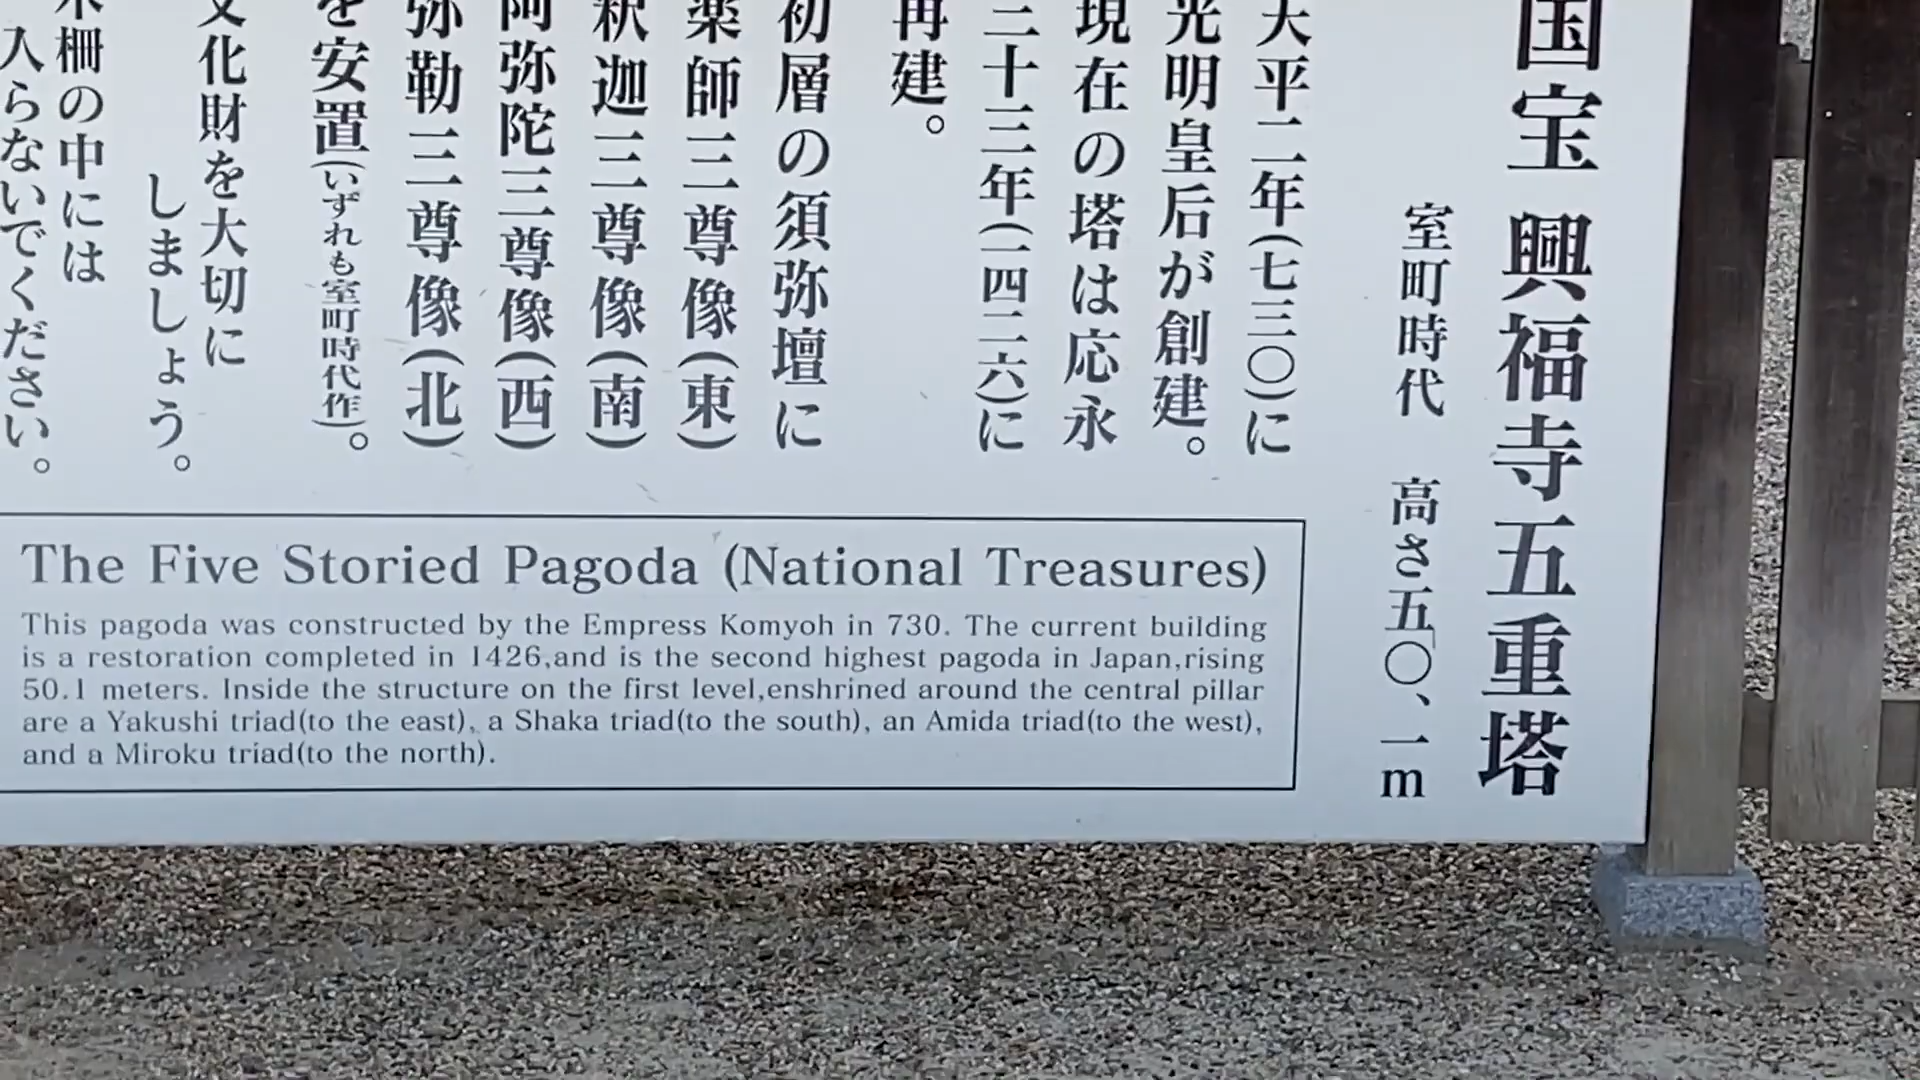 国宝 興福寺五重塔
室町時代 高さ五〇、一m
天平二年(七三〇)に
光明皇后が創建。
現在の塔は応永
三十三年(一四二六)に
再建。
初層の須弥壇に
薬師三尊像(東)
釈迦三尊像(南)
阿弥陀三尊像(西)
弥勒三尊像(北)
を安置(いずれも室町時代作)。
文化財を大切に
しましょう。
木柵の中には
入らないでください。
The Five Storied Pagoda (National Treasures)
This pagoda was constructed by the Empress Komyoh in 730. The current building
is a restoration completed in 1426,and is the second highest pagoda in Japan,rising
50.1 meters. Inside the structure on the first level,enshrined around the central pillar
are a Yakushi triad(to the east), a Shaka triad(to the south), an Amida triad(to the west),
and a Miroku triad(to the north).